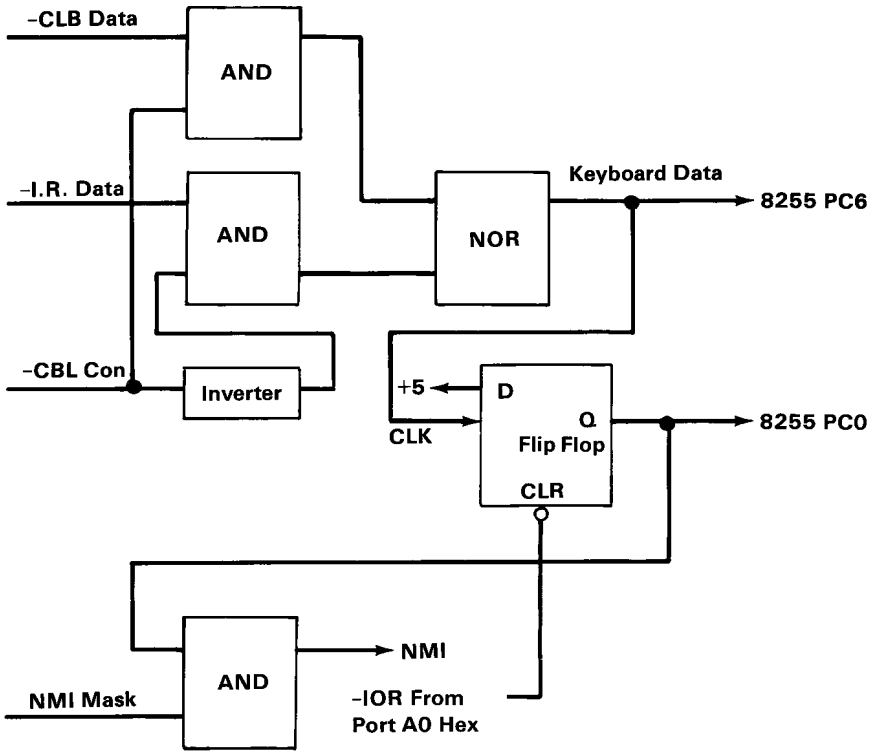 –CLB Data
AND
–I.R. Data
AND
Keyboard Data
8255 PC6
NOR
–CBL Con
Inverter
+5
D
CLK
Q
Flip Flop
CLR
8255 PC0
AND
NMI
NMI Mask
–IOR From
Port A0 Hex